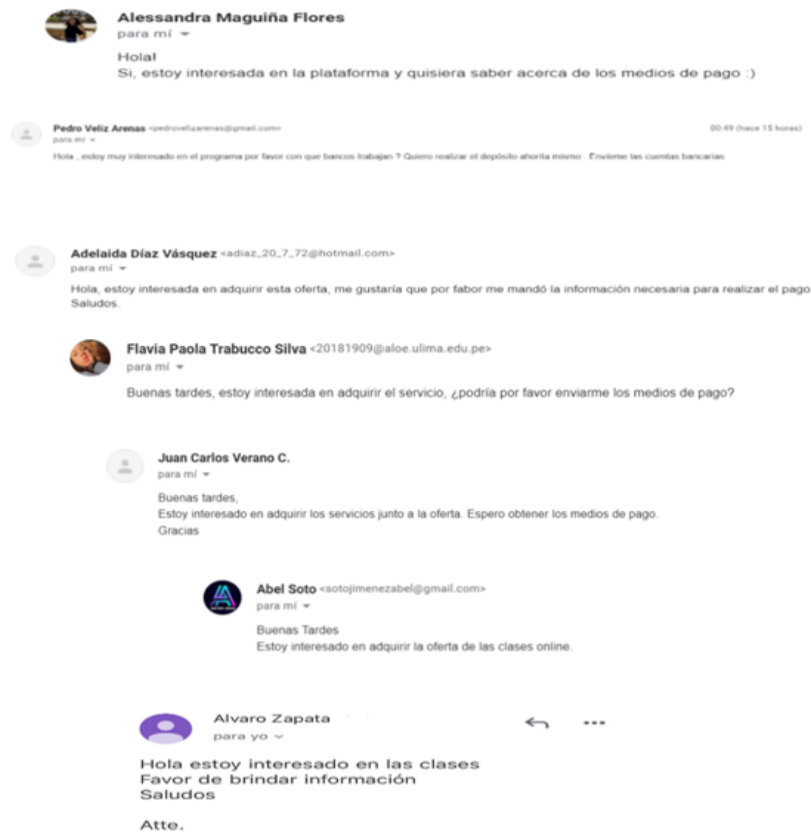 Alessandra Maguiña Flores
para mí
Hola!
Si, estoy interesada en la plataforma y quisiera saber acerca de los medios de pago :)
Pedro Veliz Arenas <pedrovelizarenas@gmail.com>
00:49 (hace 15 horas)
para mí
Hola , estoy muy interesado en el programa por favor con que bancos trabajan ? Quiero realizar el depósito ahorita mismo . Envíeme las cuentas bancarias
Adelaida Díaz Vásquez <adiaz_20_7_72@hotmail.com>
para mí
Hola, estoy interesada en adquirir esta oferta, me gustaría que por fabor me mandó la información necesaria para realizar el pago
Saludos.
Flavia Paola Trabucco Silva <20181909@aloe.ulima.edu.pe>
para mí
Buenas tardes, estoy interesada en adquirir el servicio, ¿podría por favor enviarme los medios de pago?
Juan Carlos Verano C.
para mí
Buenas tardes,
Estoy interesado en adquirir los servicios junto a la oferta. Espero obtener los medios de pago.
Gracias
Abel Soto <sotojimenezabel@gmail.com>
para mí
Buenas Tardes
Estoy interesado en adquirir la oferta de las clases online.
Alvaro Zapata
para yo
Hola estoy interesado en las clases
Favor de brindar información
Saludos
Atte.